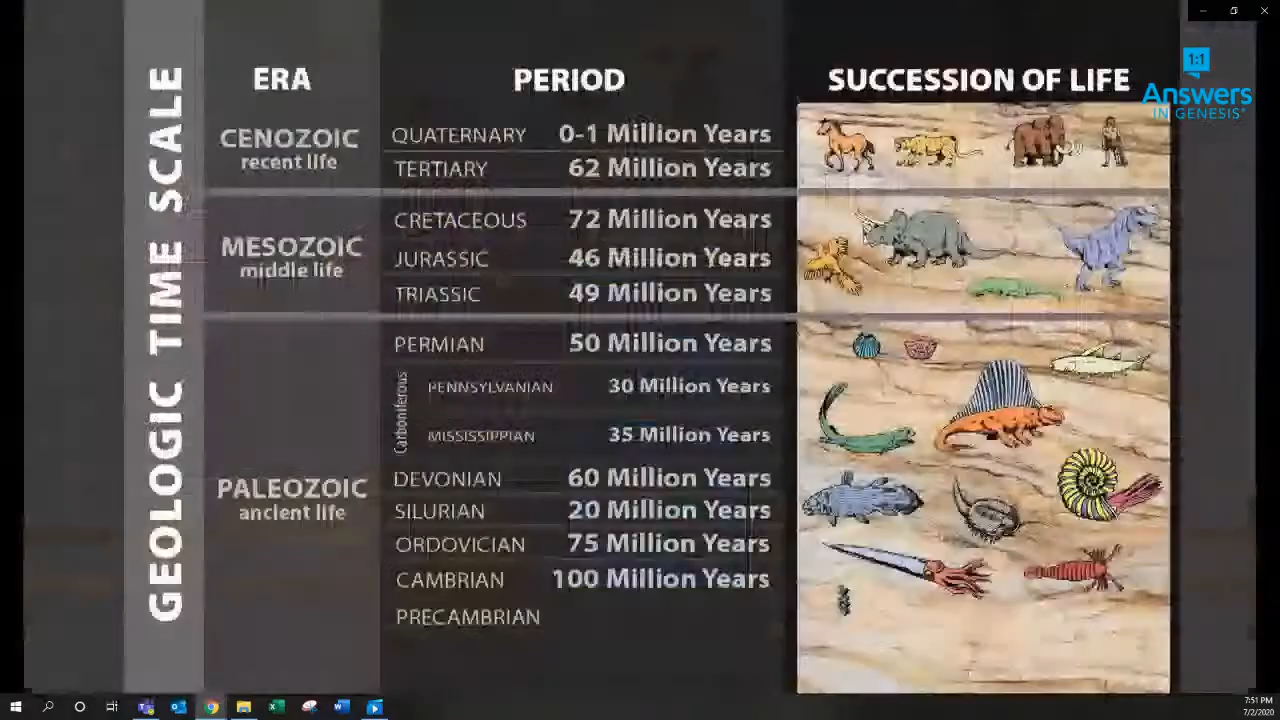 1:1
Answers
IN GENESIS®
GEOLOGIC TIME SCALE
ERA PERIOD SUCCESSION OF LIFE
CENOZOIC
recent life
QUATERNARY 0-1 Million Years
TERTIARY 62 Million Years
MESOZOIC
middle life
CRETACEOUS 72 Million Years
JURASSIC 46 Million Years
TRIASSIC 49 Million Years
PALEOZOIC
ancient life
PERMIAN 50 Million Years
Carboniferous
PENNSYLVANIAN 30 Million Years
MISSISSIPPIAN 35 Million Years
DEVONIAN 60 Million Years
SILURIAN 20 Million Years
ORDOVICIAN 75 Million Years
CAMBRIAN 100 Million Years
PRECAMBRIAN
7:51 PM
7/2/2020